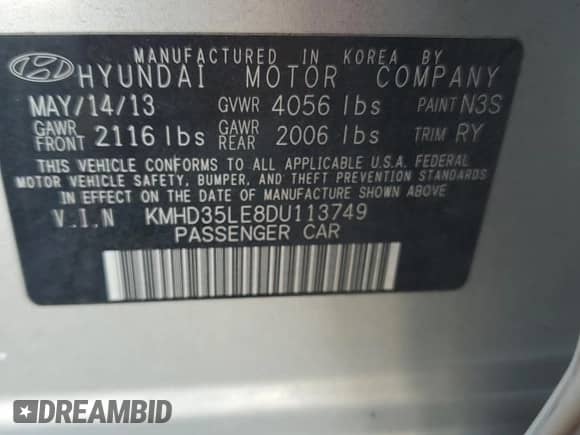 MANUFACTURED IN KOREA BY
HYUNDAI MOTOR COMPANY
MAY/14/13 GVWR 4056 lbs PAINT N3S
GAWR FRONT 2116 lbs GAWR REAR 2006 lbs TRIM RY
THIS VEHICLE CONFORMS TO ALL APPLICABLE U.S.A. FEDERAL
MOTOR VEHICLE SAFETY, BUMPER, AND THEFT PREVENTION STANDARDS
IN EFFECT ON THE DATE OF MANUFACTURE SHOWN ABOVE.
V.I.N KMHD35LE8DU113749
PASSENGER CAR
DREAMBID